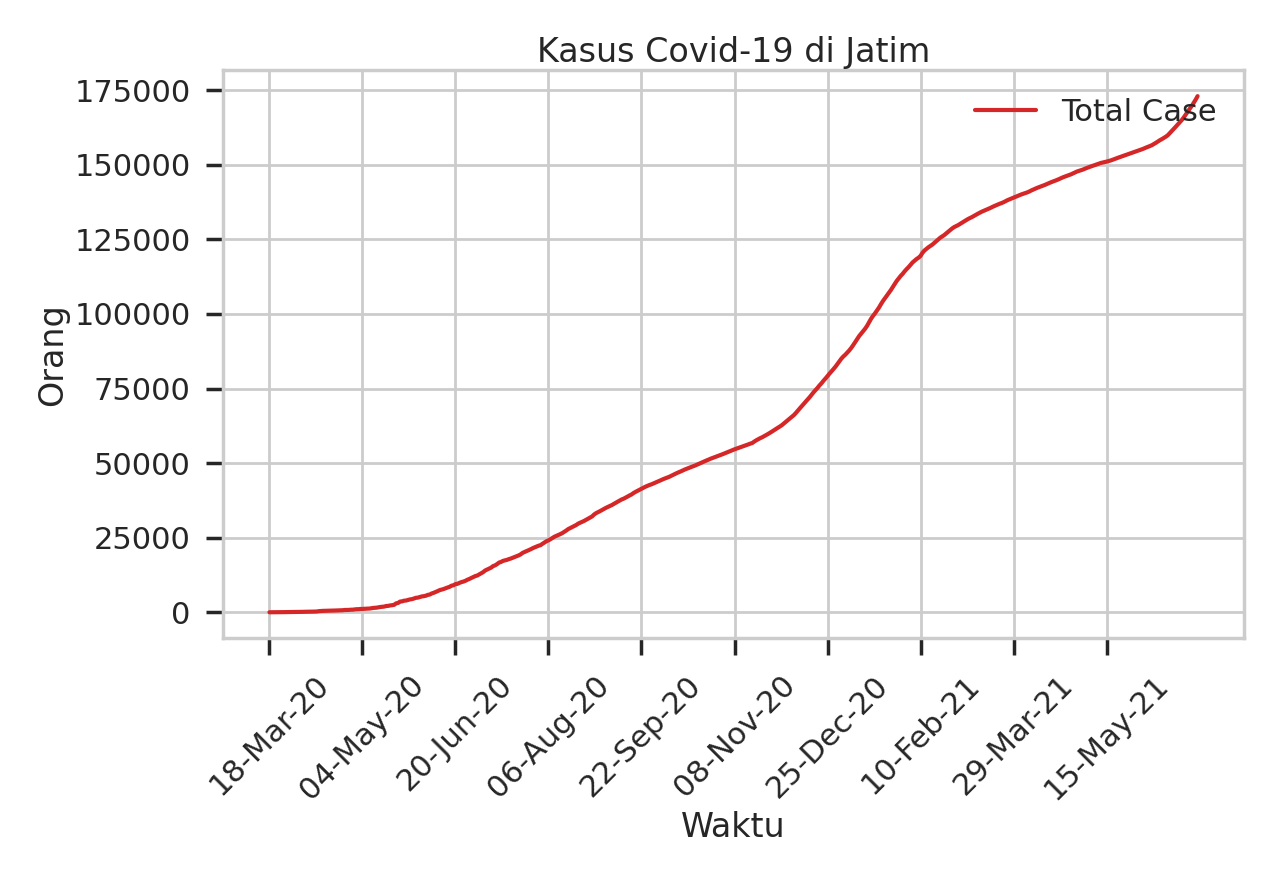 Kasus Covid-19 di Jatim
Total Case
175000
150000
125000
100000
75000
50000
25000
0
Orang
18-Mar-20
04-May-20
20-Jun-20
06-Aug-20
22-Sep-20
08-Nov-20
25-Dec-20
10-Feb-21
29-Mar-21
15-May-21
Waktu